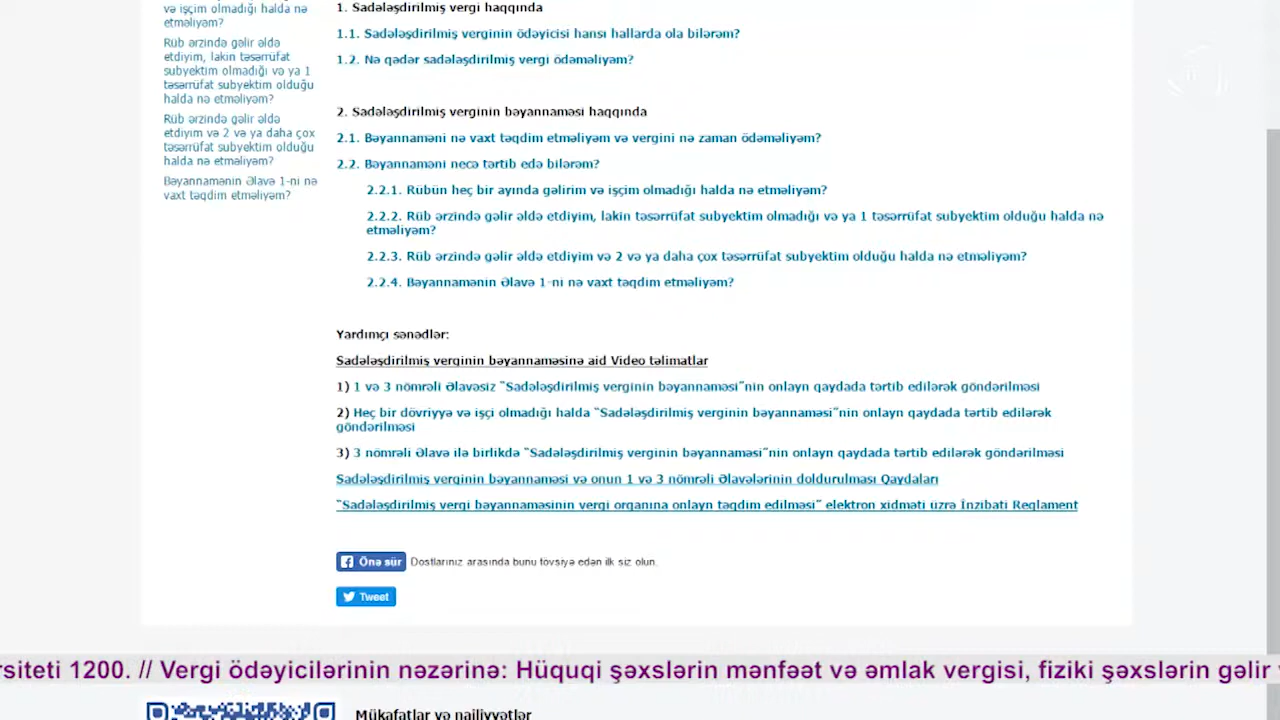 və işçim olmadığı halda nə
etməliyəm?
Rüb ərzində gəlir əldə
etdiyim, lakin təsərrüfat
subyektim olmadığı və ya 1
təsərrüfat subyektim olduğu
halda nə etməliyəm?
Rüb ərzində gəlir əldə
etdiyim və 2 və ya daha çox
təsərrüfat subyektim olduğu
halda nə etməliyəm?
Bəyannamənin Əlavə 1-ni nə
vaxt təqdim etməliyəm?
1. Sadələşdirilmiş vergi haqqında
1.1. Sadələşdirilmiş verginin ödəyicisi hansı hallarda ola bilərəm?
1.2. Nə qədər sadələşdirilmiş vergi ödəməliyəm?
2. Sadələşdirilmiş verginin bəyannaməsi haqqında
2.1. Bəyannaməni nə vaxt təqdim etməliyəm və vergini nə zaman ödəməliyəm?
2.2. Bəyannaməni necə tərtib edə bilərəm?
2.2.1. Rübün heç bir ayında gəlirim və işçim olmadığı halda nə etməliyəm?
2.2.2. Rüb ərzində gəlir əldə etdiyim, lakin təsərrüfat subyektim olmadığı və ya 1 təsərrüfat subyektim olduğu halda nə
etməliyəm?
2.2.3. Rüb ərzində gəlir əldə etdiyim və 2 və ya daha çox təsərrüfat subyektim olduğu halda nə etməliyəm?
2.2.4. Bəyannamənin Əlavə 1-ni nə vaxt təqdim etməliyəm?
Yardımçı sənədlər:
Sadələşdirilmiş verginin bəyannaməsinə aid Video təlimatlar
1) 1 və 3 nömrəli Əlavəsiz "Sadələşdirilmiş verginin bəyannaməsi"nin onlayn qaydada tərtib edilərək göndərilməsi
2) Heç bir dövriyyə və işçi olmadığı halda "Sadələşdirilmiş verginin bəyannaməsi"nin onlayn qaydada tərtib edilərək
göndərilməsi
3) 3 nömrəli Əlavə ilə birlikdə "Sadələşdirilmiş verginin bəyannaməsi"nin onlayn qaydada tərtib edilərək göndərilməsi
Sadələşdirilmiş verginin bəyannaməsi və onun 1 və 3 nömrəli Əlavələrinin doldurulması Qaydaları
"Sadələşdirilmiş vergi bəyannaməsinin vergi orqanına onlayn təqdim edilməsi" elektron xidməti üzrə İnzibati Reqlament
Önə sür Dostlarınız arasında bunu tövsiyə edən ilk siz olun.
Tweet
rsiteti 1200. // Vergi ödəyicilərinin nəzərinə: Hüquqi şəxslərin mənfəət və əmlak vergisi, fiziki şəxslərin gəlir
Mükafatlar və nailiyyətlər